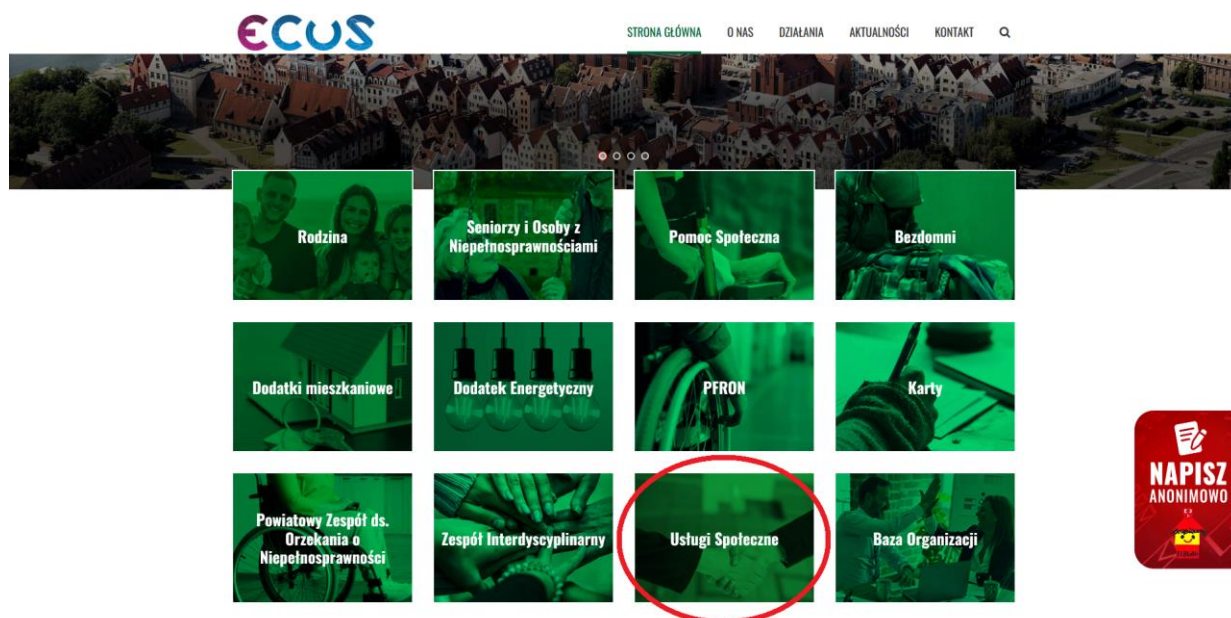 ECUS
STRONA GŁÓWNA O NAS DZIAŁANIA AKTUALNOŚCI KONTAKT
Rodzina
Seniorzy i Osoby z
Niepełnosprawnościami
Pomoc Społeczna
Bezdomni
Dodatki mieszkaniowe
Dodatek Energetyczny
PFRON
Karty
NAPISZ
ANONIMOWO
Powiatowy Zespół ds.
Orzekania o
Niepełnosprawności
Zespół Interdyscyplinarny
Usługi Społeczne
Baza Organizacji